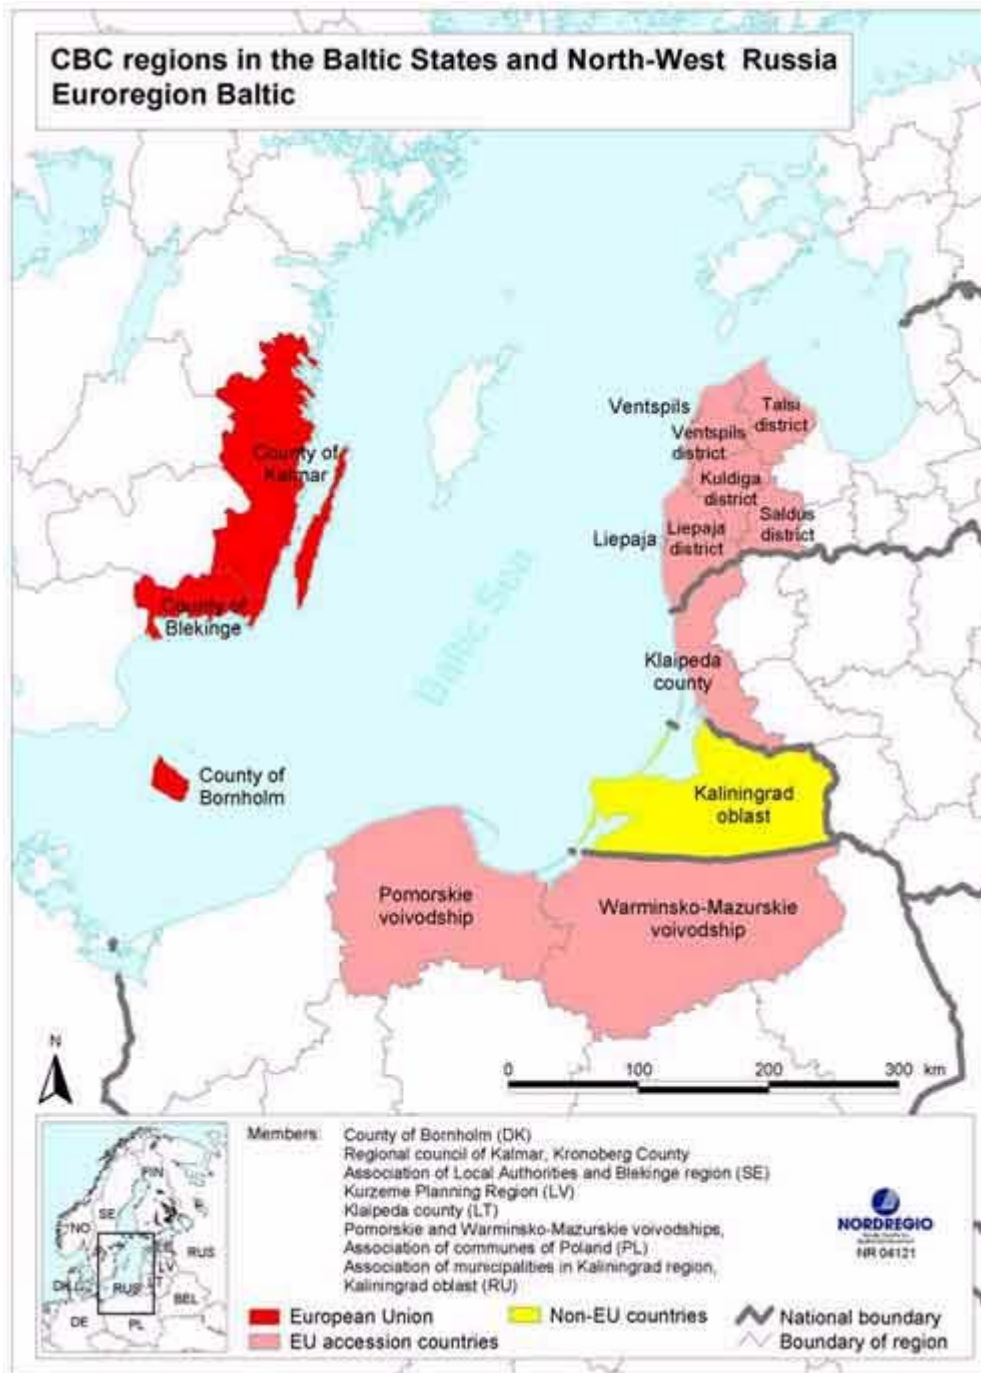 CBC regions in the Baltic States and North-West Russia
Euroregion Baltic
Ventspils
Talsi
district
Ventspils
district
Kuldiga
district
Saldus
district
Liepaja
Liepaja
district
County of
Kalmar
County of
Blekinge
Baltic Sea
Klaipeda
county
County of
Bornholm
Kaliningrad
oblast
Pomorskie
voivodship
Warminsko-Mazurskie
voivodship
N
0 100 200 300 km
Members: County of Bornholm (DK)
Regional council of Kalmar, Kronoberg County
Association of Local Authorities and Blekinge region (SE)
Kurzeme Planning Region (LV)
Klaipeda county (LT)
Pomorskie and Warminsko-Mazurskie voivodships,
Association of communes of Poland (PL)
Association of municipalities in Kaliningrad region,
Kaliningrad oblast (RU)
FIN
SE
NO
RUS
LV
DK
RUS
BEL
DE
PL
NORDREGIO
NR 04121
European Union
Non-EU countries
National boundary
EU accession countries
Boundary of region